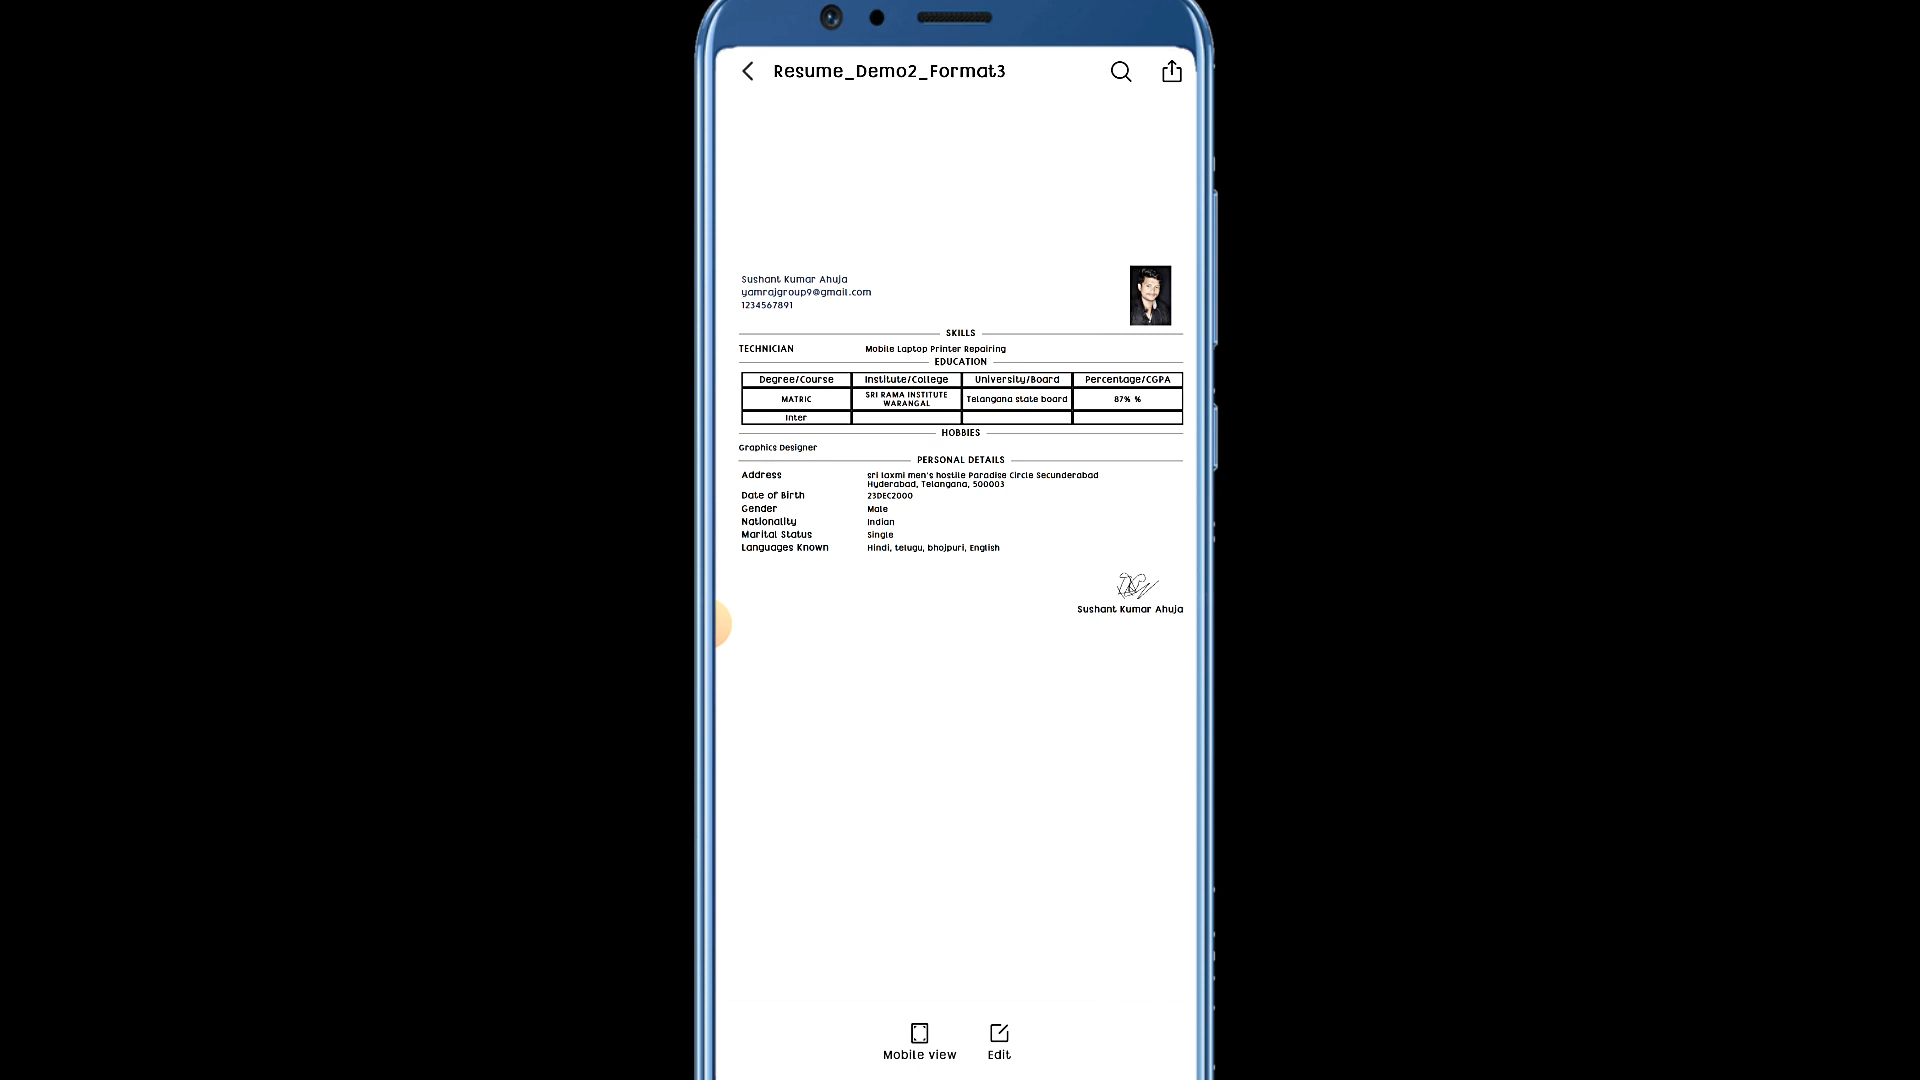 Resume_Demo2_Format3
Sushant Kumar Ahuja
yamrajgroup9@gmail.com
1234567891
SKILLS
TECHNICIAN Mobile Laptop Printer Repairing
EDUCATION
Degree/Course Institute/College University/Board Percentage/CGPA
MATRIC SRI RAMA INSTITUTE WARANGAL Telangana state board 87% %
Inter
HOBBIES
Graphics Designer
PERSONAL DETAILS
Address sri laxmi men's hostile Paradise Circle Secunderabad
Hyderabad, Telangana, 500003
Date of Birth 23DEC2000
Gender Male
Nationality Indian
Marital Status Single
Languages Known Hindi, telugu, bhojpuri, English
Sushant Kumar Ahuja
Mobile view Edit